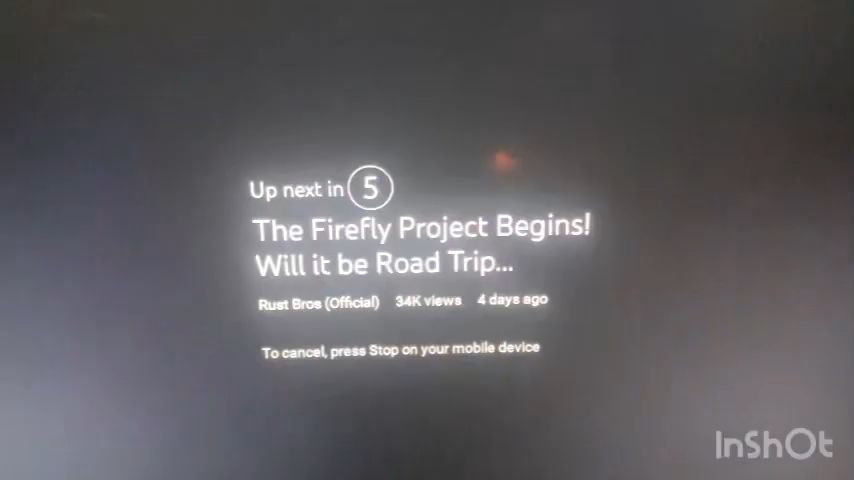 Up next in 5
The Firefly Project Begins!
Will it be Road Trip...
Rust Bros (Official) 34K views 4 days ago
To cancel, press Stop on your mobile device
InShOt